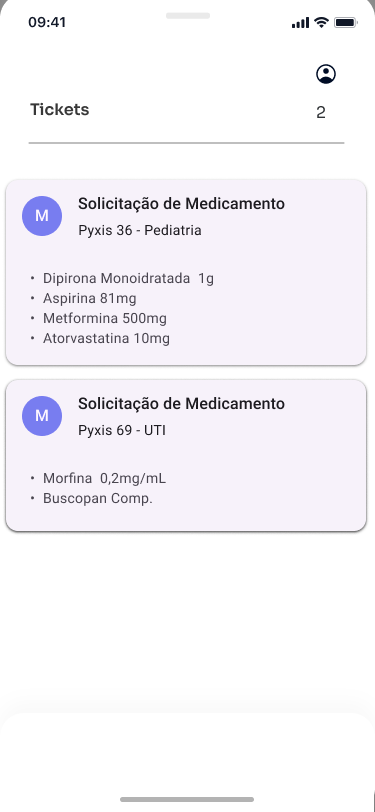 09:41
Tickets 2
M
Solicitação de Medicamento
Pyxis 36 - Pediatria
• Dipirona Monoidratada 1g
• Aspirina 81mg
• Metformina 500mg
• Atorvastatina 10mg
M
Solicitação de Medicamento
Pyxis 69 - UTI
• Morfina 0,2mg/mL
• Buscopan Comp.